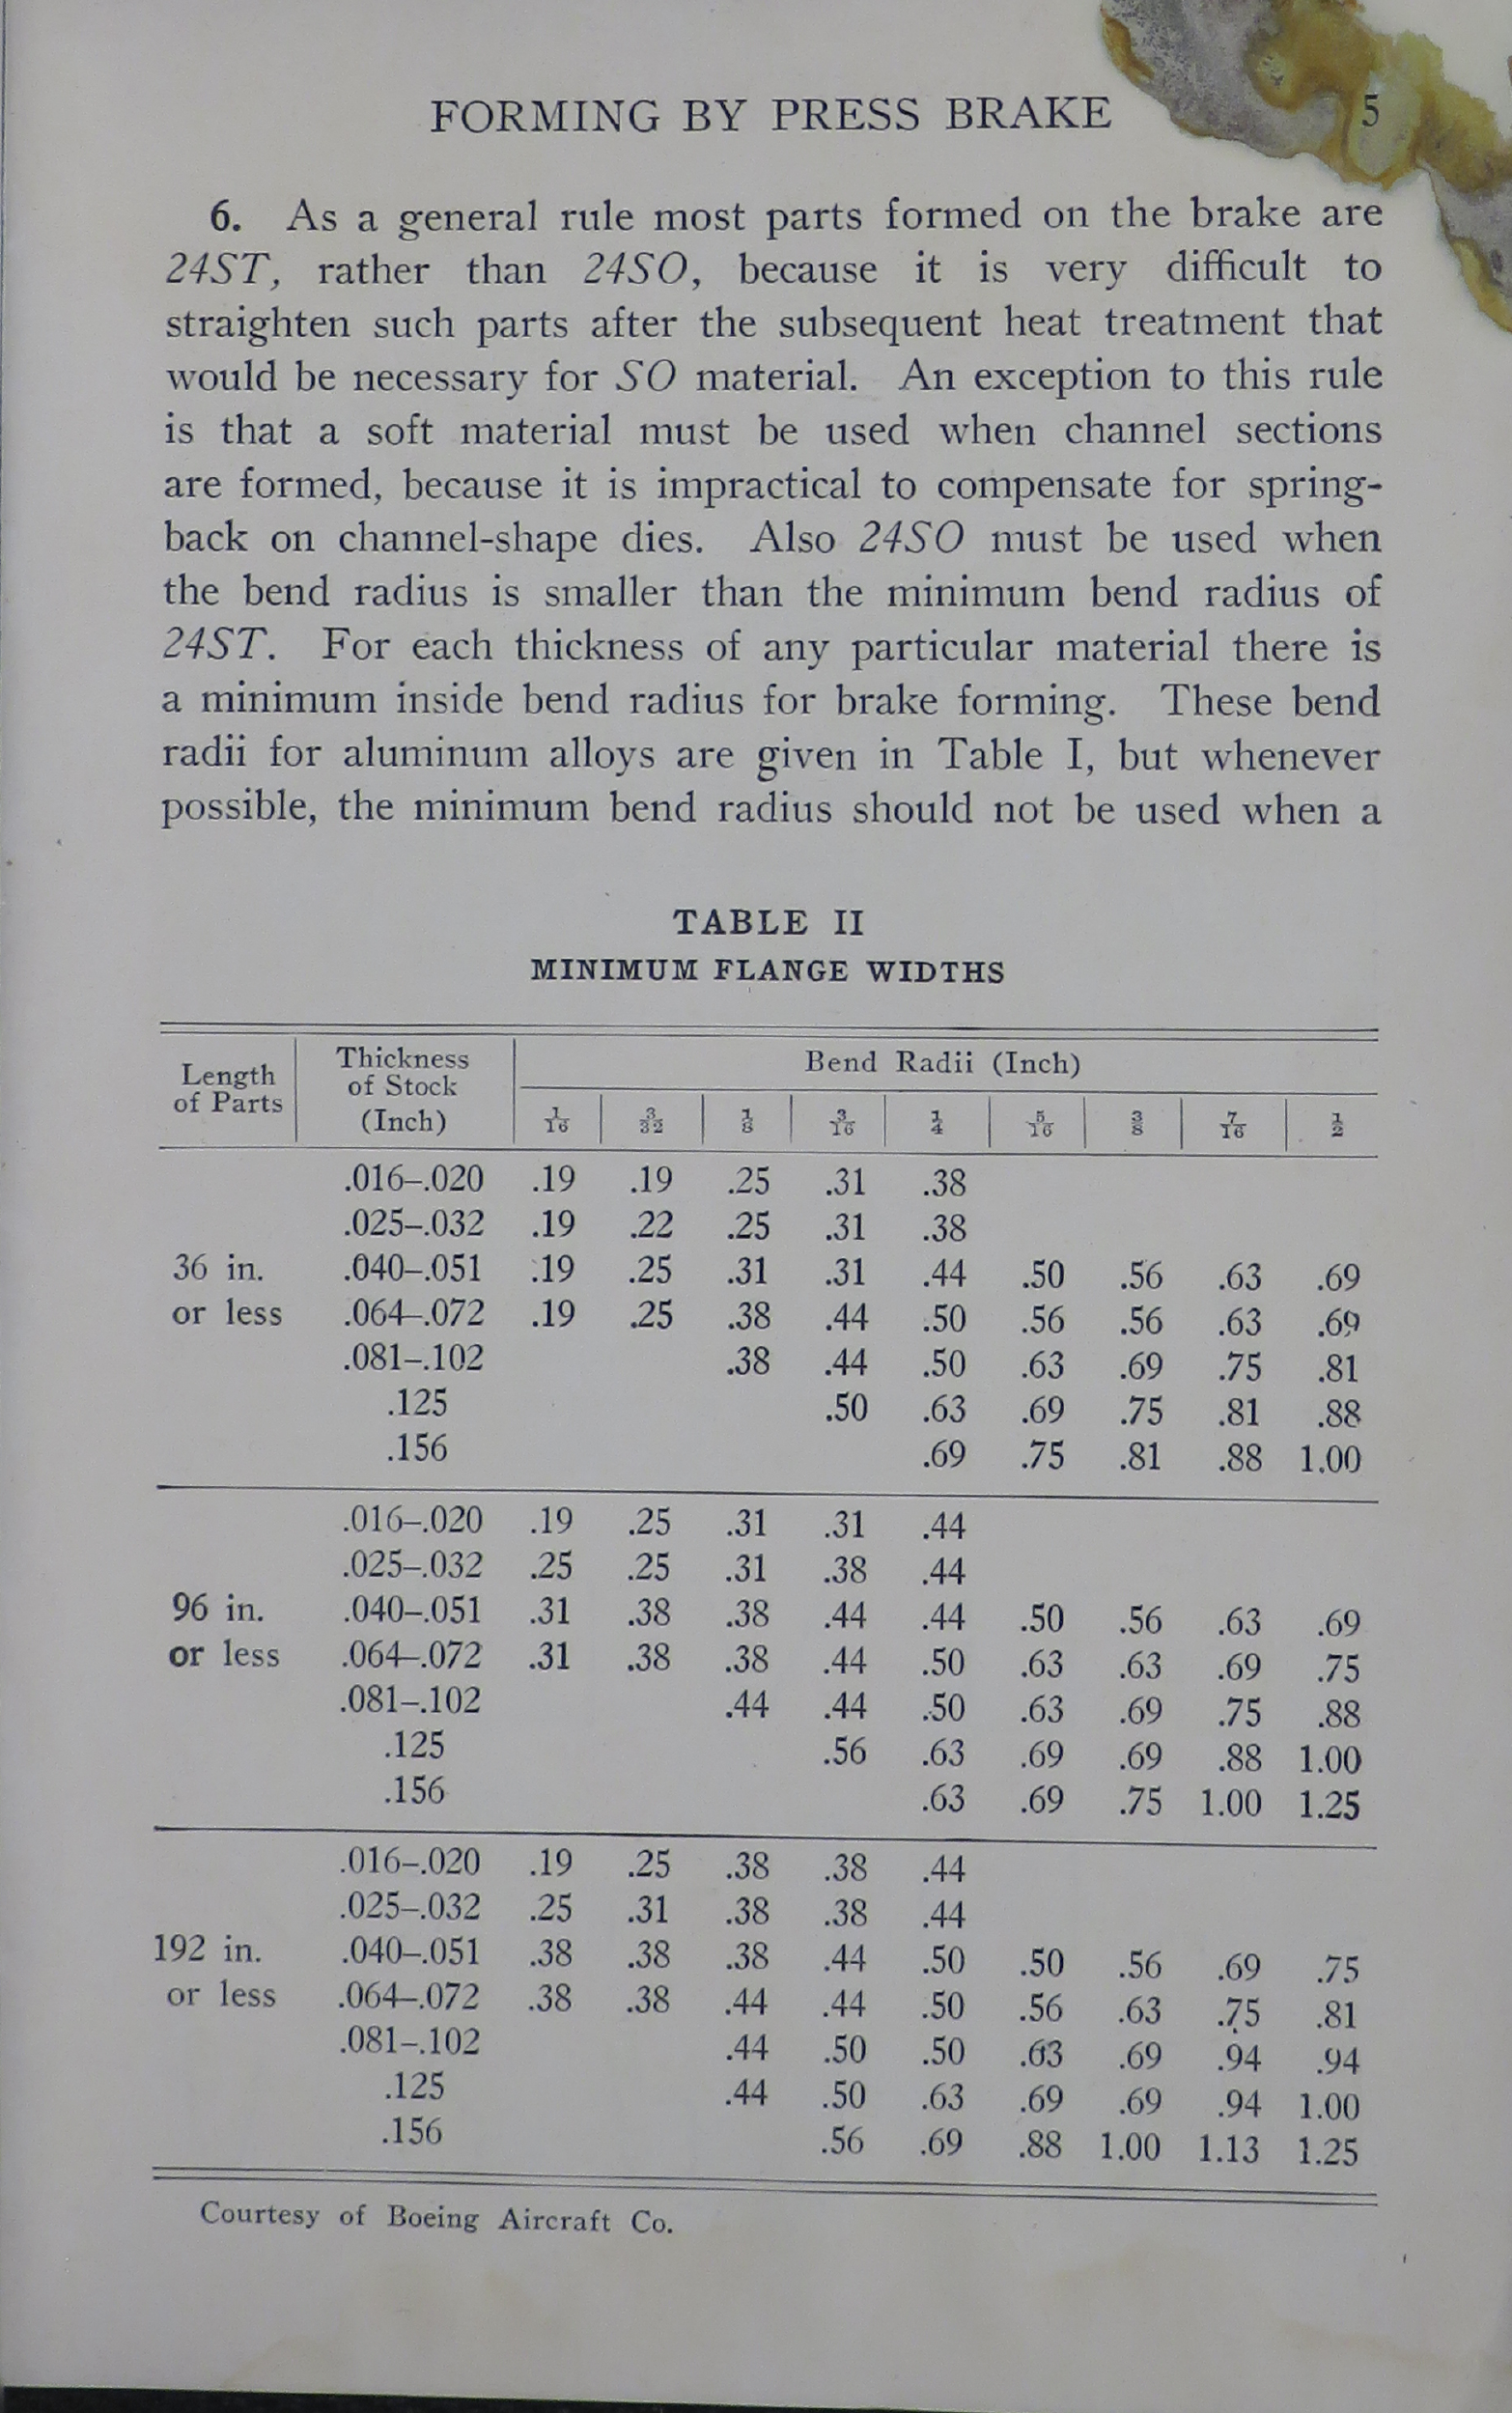 FORMING BY PRESS BRAKE 5
6. As a general rule most parts formed on the brake are
24ST, rather than 24SO, because it is very difficult to
straighten such parts after the subsequent heat treatment that
would be necessary for SO material. An exception to this rule
is that a soft material must be used when channel sections
are formed, because it is impractical to compensate for spring-
back on channel-shape dies. Also 24SO must be used when
the bend radius is smaller than the minimum bend radius of
24ST. For each thickness of any particular material there is
a minimum inside bend radius for brake forming. These bend
radii for aluminum alloys are given in Table I, but whenever
possible, the minimum bend radius should not be used when a
TABLE II
MINIMUM FLANGE WIDTHS
Length of Parts | Thickness of Stock (Inch) | Bend Radii (Inch)
1/16 3/32 1/8 3/16 1/4 5/16 3/8 7/16 1/2
.016–.020 .19 .19 .25 .31 .38
.025–.032 .19 .22 .25 .31 .38
36 in. .040–.051 .19 .25 .31 .31 .44 .50 .56 .63 .69
or less .064–.072 .19 .25 .38 .44 .50 .56 .56 .63 .69
.081–.102 .38 .44 .50 .63 .69 .75 .81
.125 .50 .63 .69 .75 .81 .88
.156 .69 .75 .81 .88 1.00
.016–.020 .19 .25 .31 .31 .44
.025–.032 .25 .25 .31 .38 .44
96 in. .040–.051 .31 .38 .38 .44 .44 .50 .56 .63 .69
or less .064–.072 .31 .38 .38 .44 .50 .63 .63 .69 .75
.081–.102 .44 .44 .50 .63 .69 .75 .88
.125 .56 .63 .69 .69 .88 1.00
.156 .63 .69 .75 1.00 1.25
.016–.020 .19 .25 .38 .38 .44
.025–.032 .25 .31 .38 .38 .44
192 in. .040–.051 .38 .38 .38 .44 .50 .50 .56 .69 .75
or less .064–.072 .38 .38 .44 .44 .50 .56 .63 .75 .81
.081–.102 .44 .50 .50 .63 .69 .94 .94
.125 .44 .50 .63 .69 .69 .94 1.00
.156 .56 .69 .88 1.00 1.13 1.25
Courtesy of Boeing Aircraft Co.